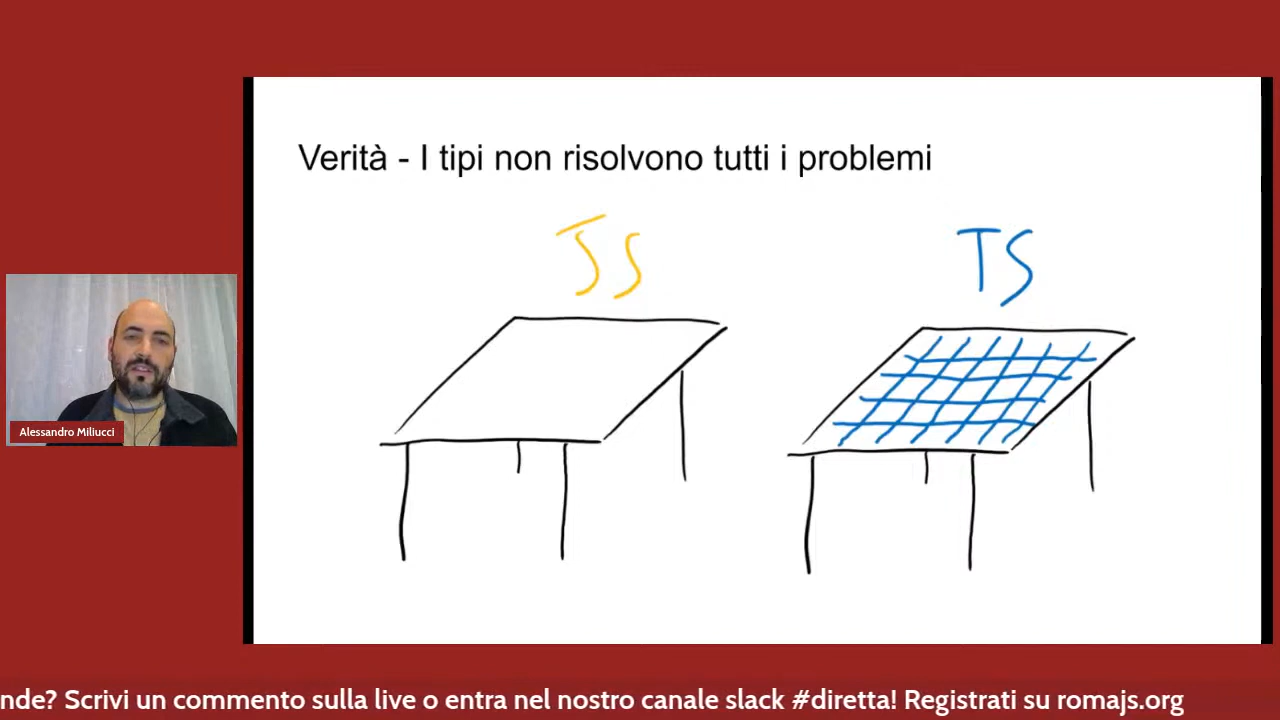 Verità - I tipi non risolvono tutti i problemi
JS
TS
Alessandro Miliucci
nde? Scrivi un commento sulla live o entra nel nostro canale slack #diretta! Registrati su romajs.org